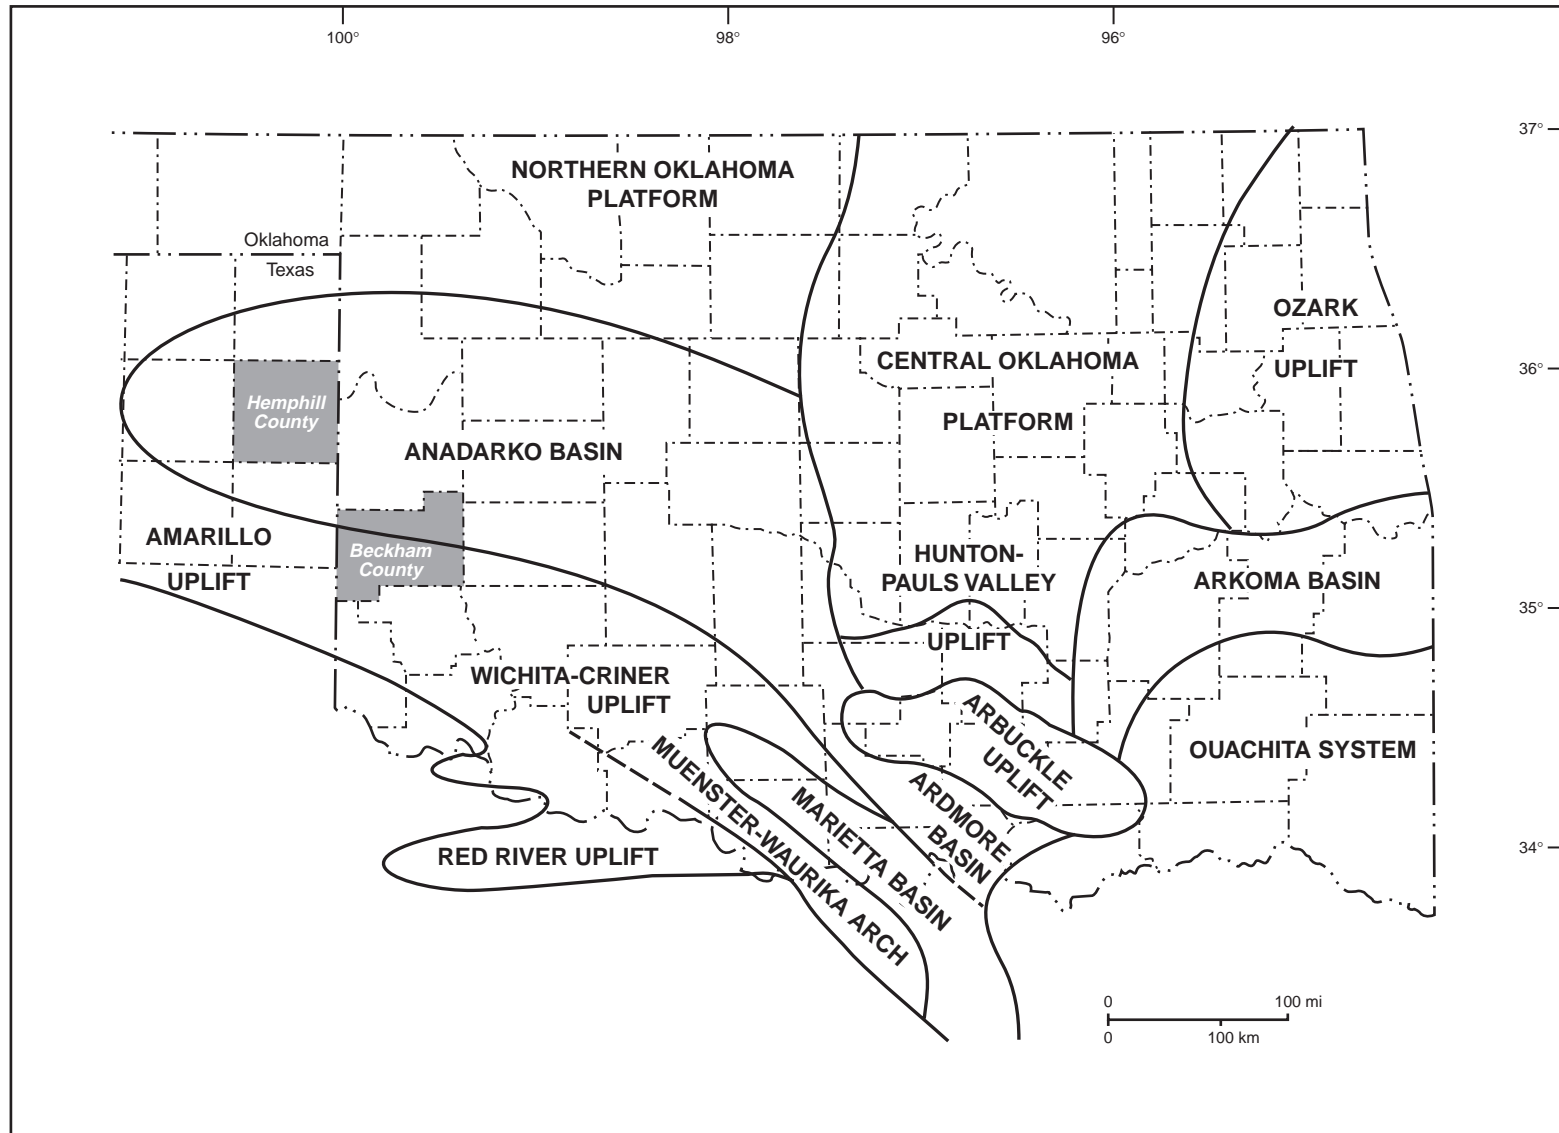 100°
98°
96°
37°
NORTHERN OKLAHOMA
PLATFORM
Oklahoma
Texas
OZARK
UPLIFT
36°
CENTRAL OKLAHOMA
PLATFORM
Hemphill
County
ANADARKO BASIN
AMARILLO
UPLIFT
Beckham
County
HUNTON-
PAULS VALLEY
UPLIFT
ARKOMA BASIN
35°
WICHITA-CRINER
UPLIFT
ARBUCKLE
UPLIFT
OUACHITA SYSTEM
MUENSTER-WAURIKA ARCH
MARIETTA BASIN
ARDMORE
BASIN
34°
RED RIVER UPLIFT
0
100 mi
0
100 km